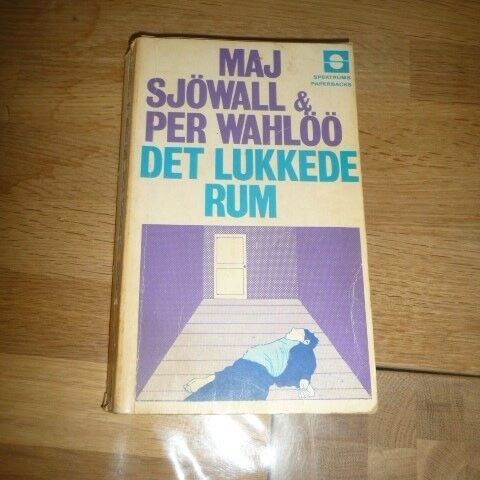 MAJ
SJÖWALL &
PER WAHLÖÖ
DET LUKKEDE
RUM
SPEKTRUMS
PAPERBACKS